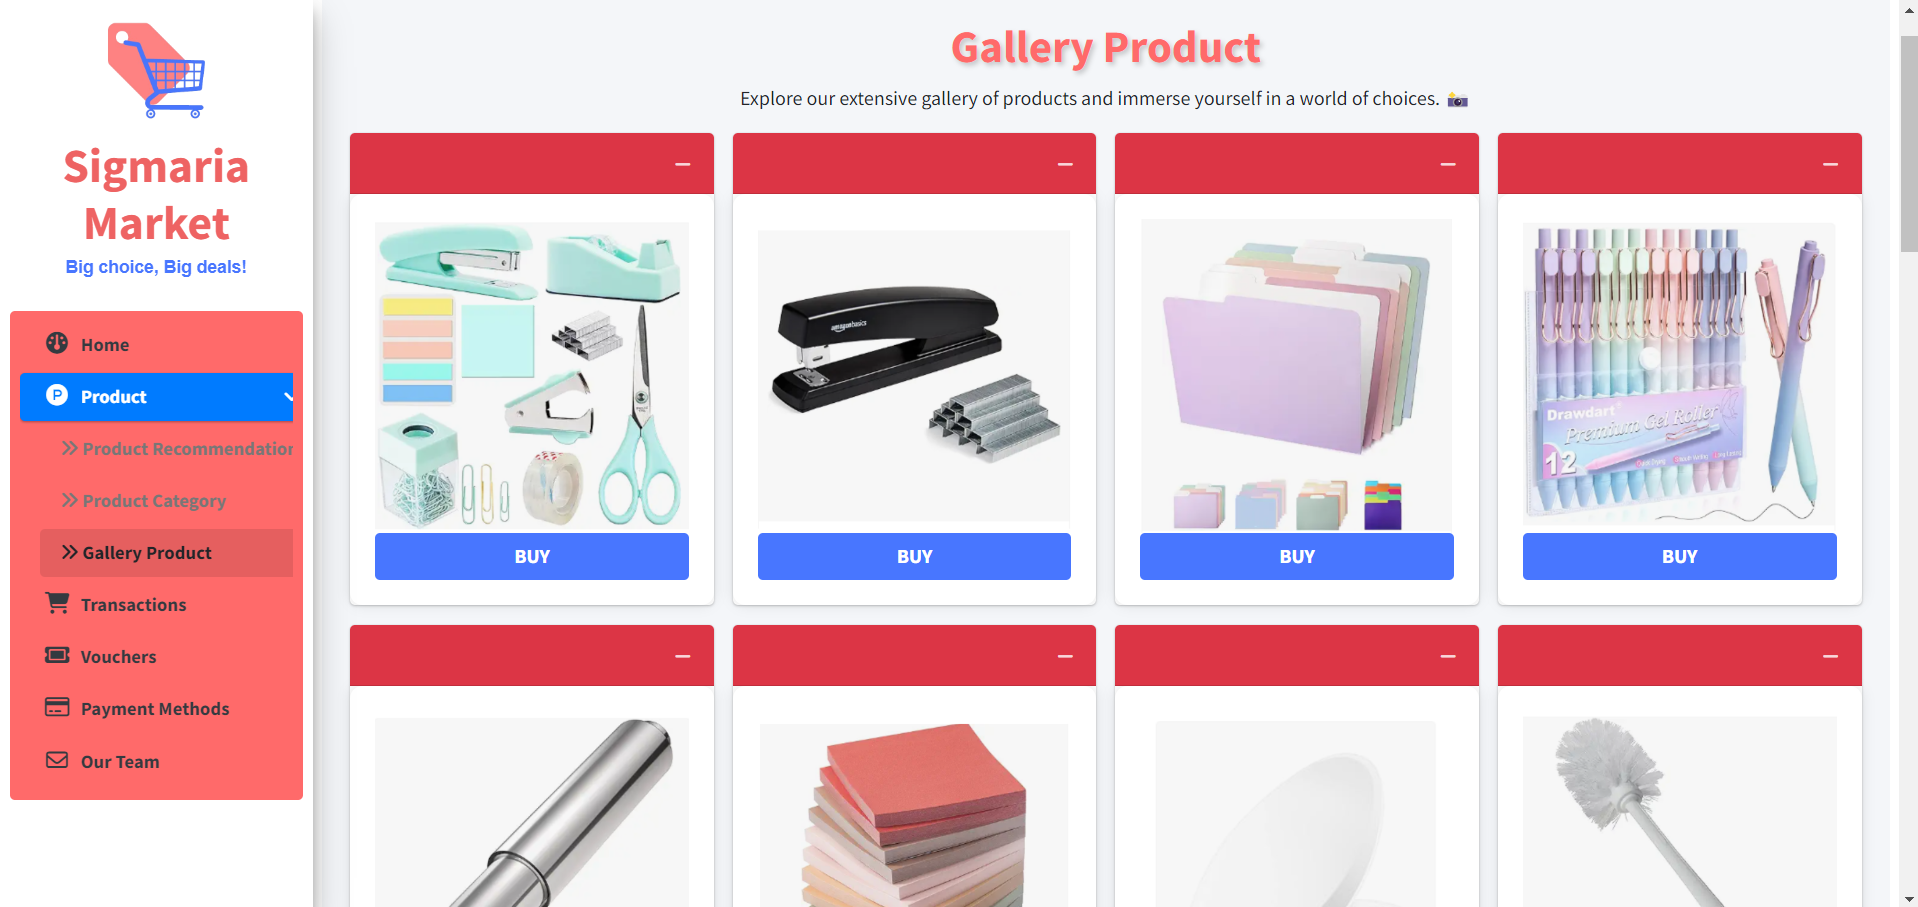 Sigmaria
Market
Big choice, Big deals!
Home
Product
Product Recommendation
Product Category
Gallery Product
Transactions
Vouchers
Payment Methods
Our Team
Gallery Product
Explore our extensive gallery of products and immerse yourself in a world of choices.
amazonbasics
Drawdart
Premium Gel Roller
12
BUY
BUY
BUY
BUY